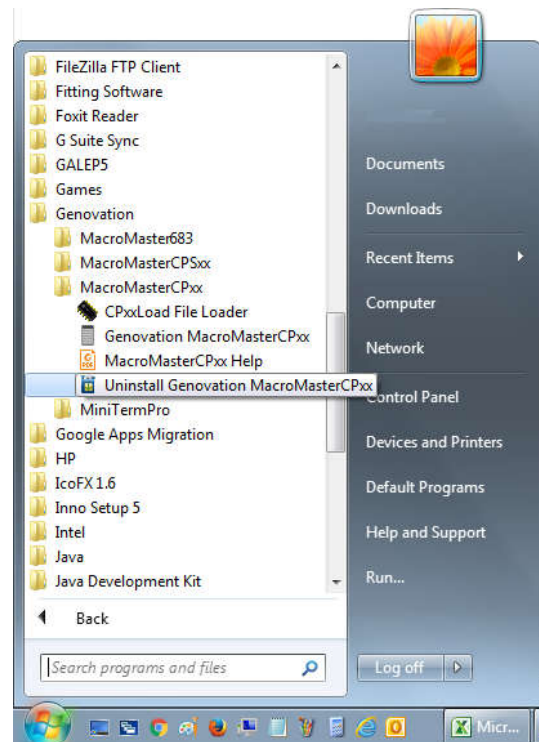 FileZilla FTP Client
Fitting Software
Foxit Reader
G Suite Sync
GALEP5
Games
Genovation
MacroMaster683
MacroMasterCPSxx
MacroMasterCPxx
CPxxLoad File Loader
Genovation MacroMasterCPxx
MacroMasterCPxx Help
Uninstall Genovation MacroMasterCPxx
MiniTermPro
Google Apps Migration
HP
IcoFX 1.6
Inno Setup 5
Intel
Java
Java Development Kit
Back
Search programs and files
Documents
Downloads
Recent Items
Computer
Network
Control Panel
Devices and Printers
Default Programs
Help and Support
Run...
Log off
Micr...